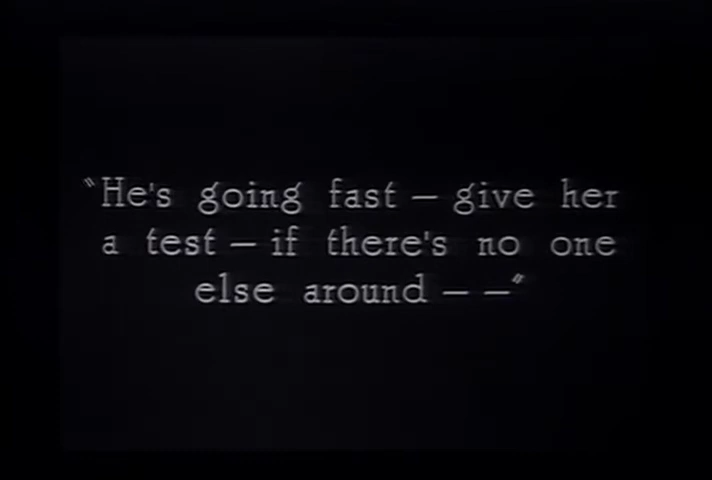 "He's going fast — give her
a test — if there's no one
else around — —"